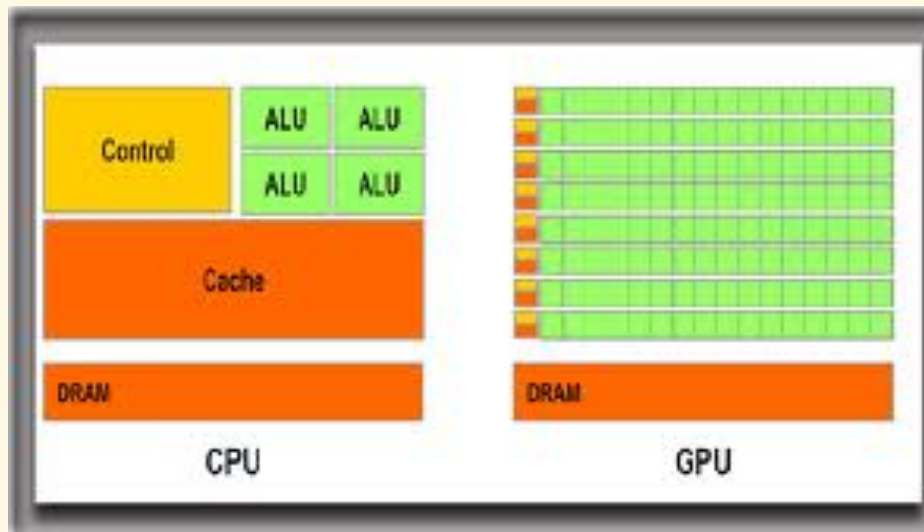 Control
ALU ALU
ALU ALU
Cache
DRAM
CPU
DRAM
GPU